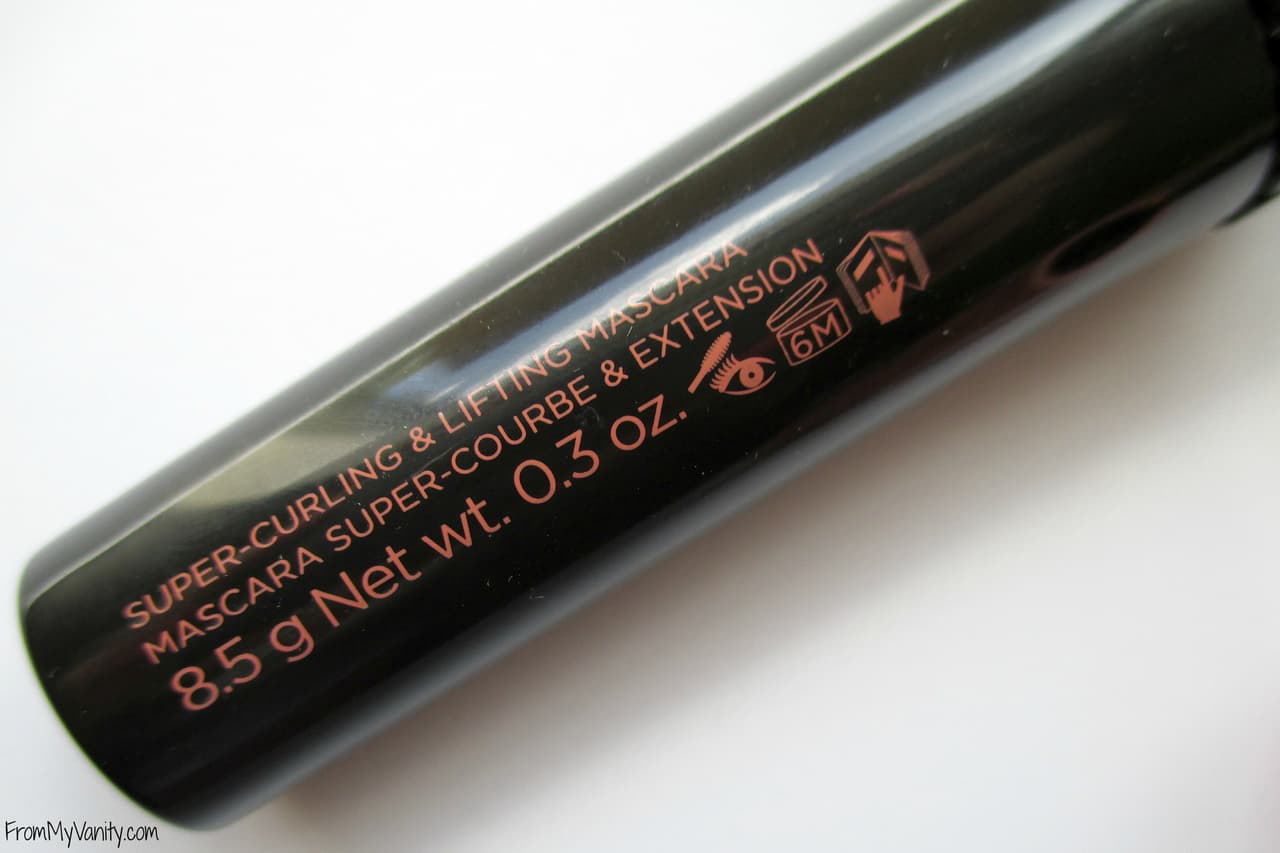 SUPER-CURLING & LIFTING MASCARA
MASCARA SUPER-COURBE & EXTENSION
8.5 g Net wt. 0.3 oz.
6M
FromMyVanity.com